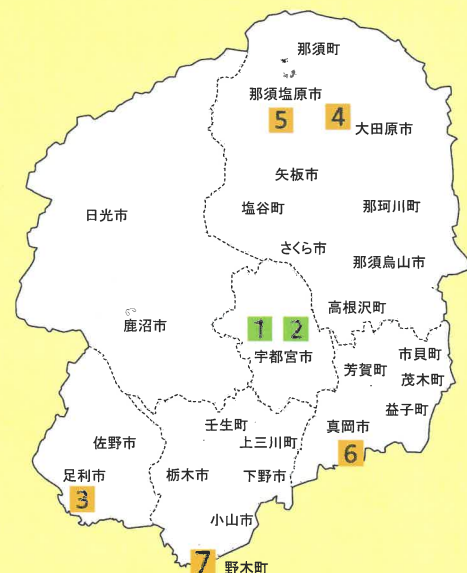 那須町
那須塩原市
5
4
大田原市
矢板市
塩谷町
那珂川町
日光市
さくら市
那須烏山市
高根沢町
鹿沼市
1
2
宇都宮市
市貝町
芳賀町
茂木町
益子町
壬生町
真岡市
上三川町
佐野市
6
足利市
栃木市
下野市
3
小山市
7
野木町